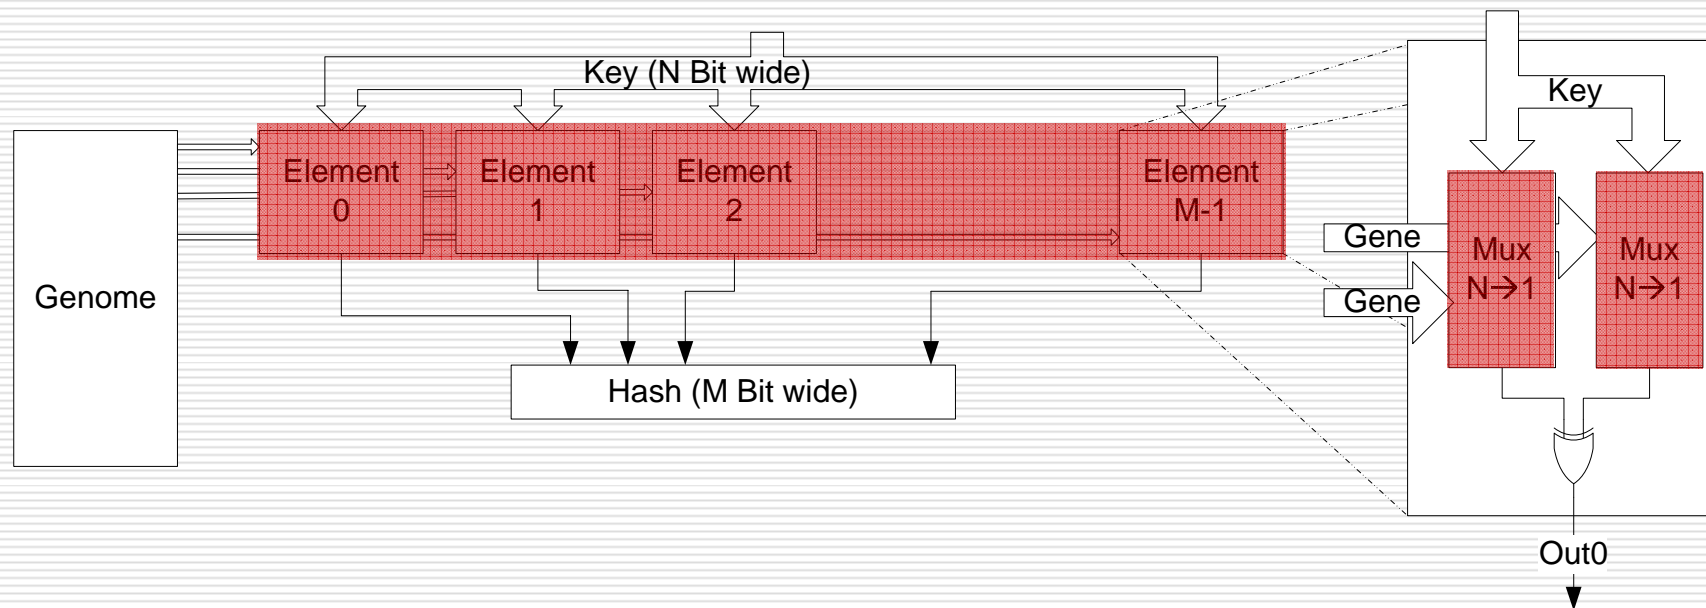 Key (N Bit wide)
Genome
Element
0
Element
1
Element
2
Element
M-1
Hash (M Bit wide)
Key
Gene
Gene
Mux
N→1
Mux
N→1
Out0